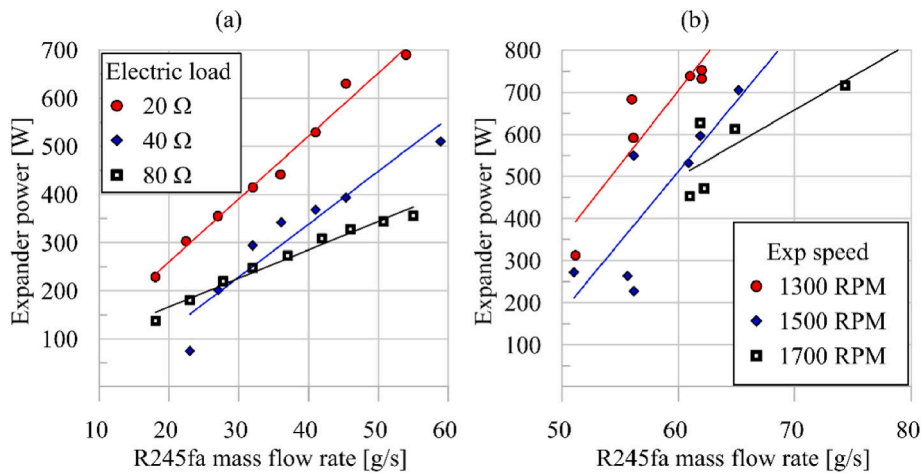 (a)
Expander power [W]
700
600
500
400
300
200
100
Electric load
20 Ω
40 Ω
80 Ω
10 20 30 40 50 60
R245fa mass flow rate [g/s]
(b)
Expander power [W]
800
700
600
500
400
300
200
100
Exp speed
1300 RPM
1500 RPM
1700 RPM
50 60 70 80
R245fa mass flow rate [g/s]